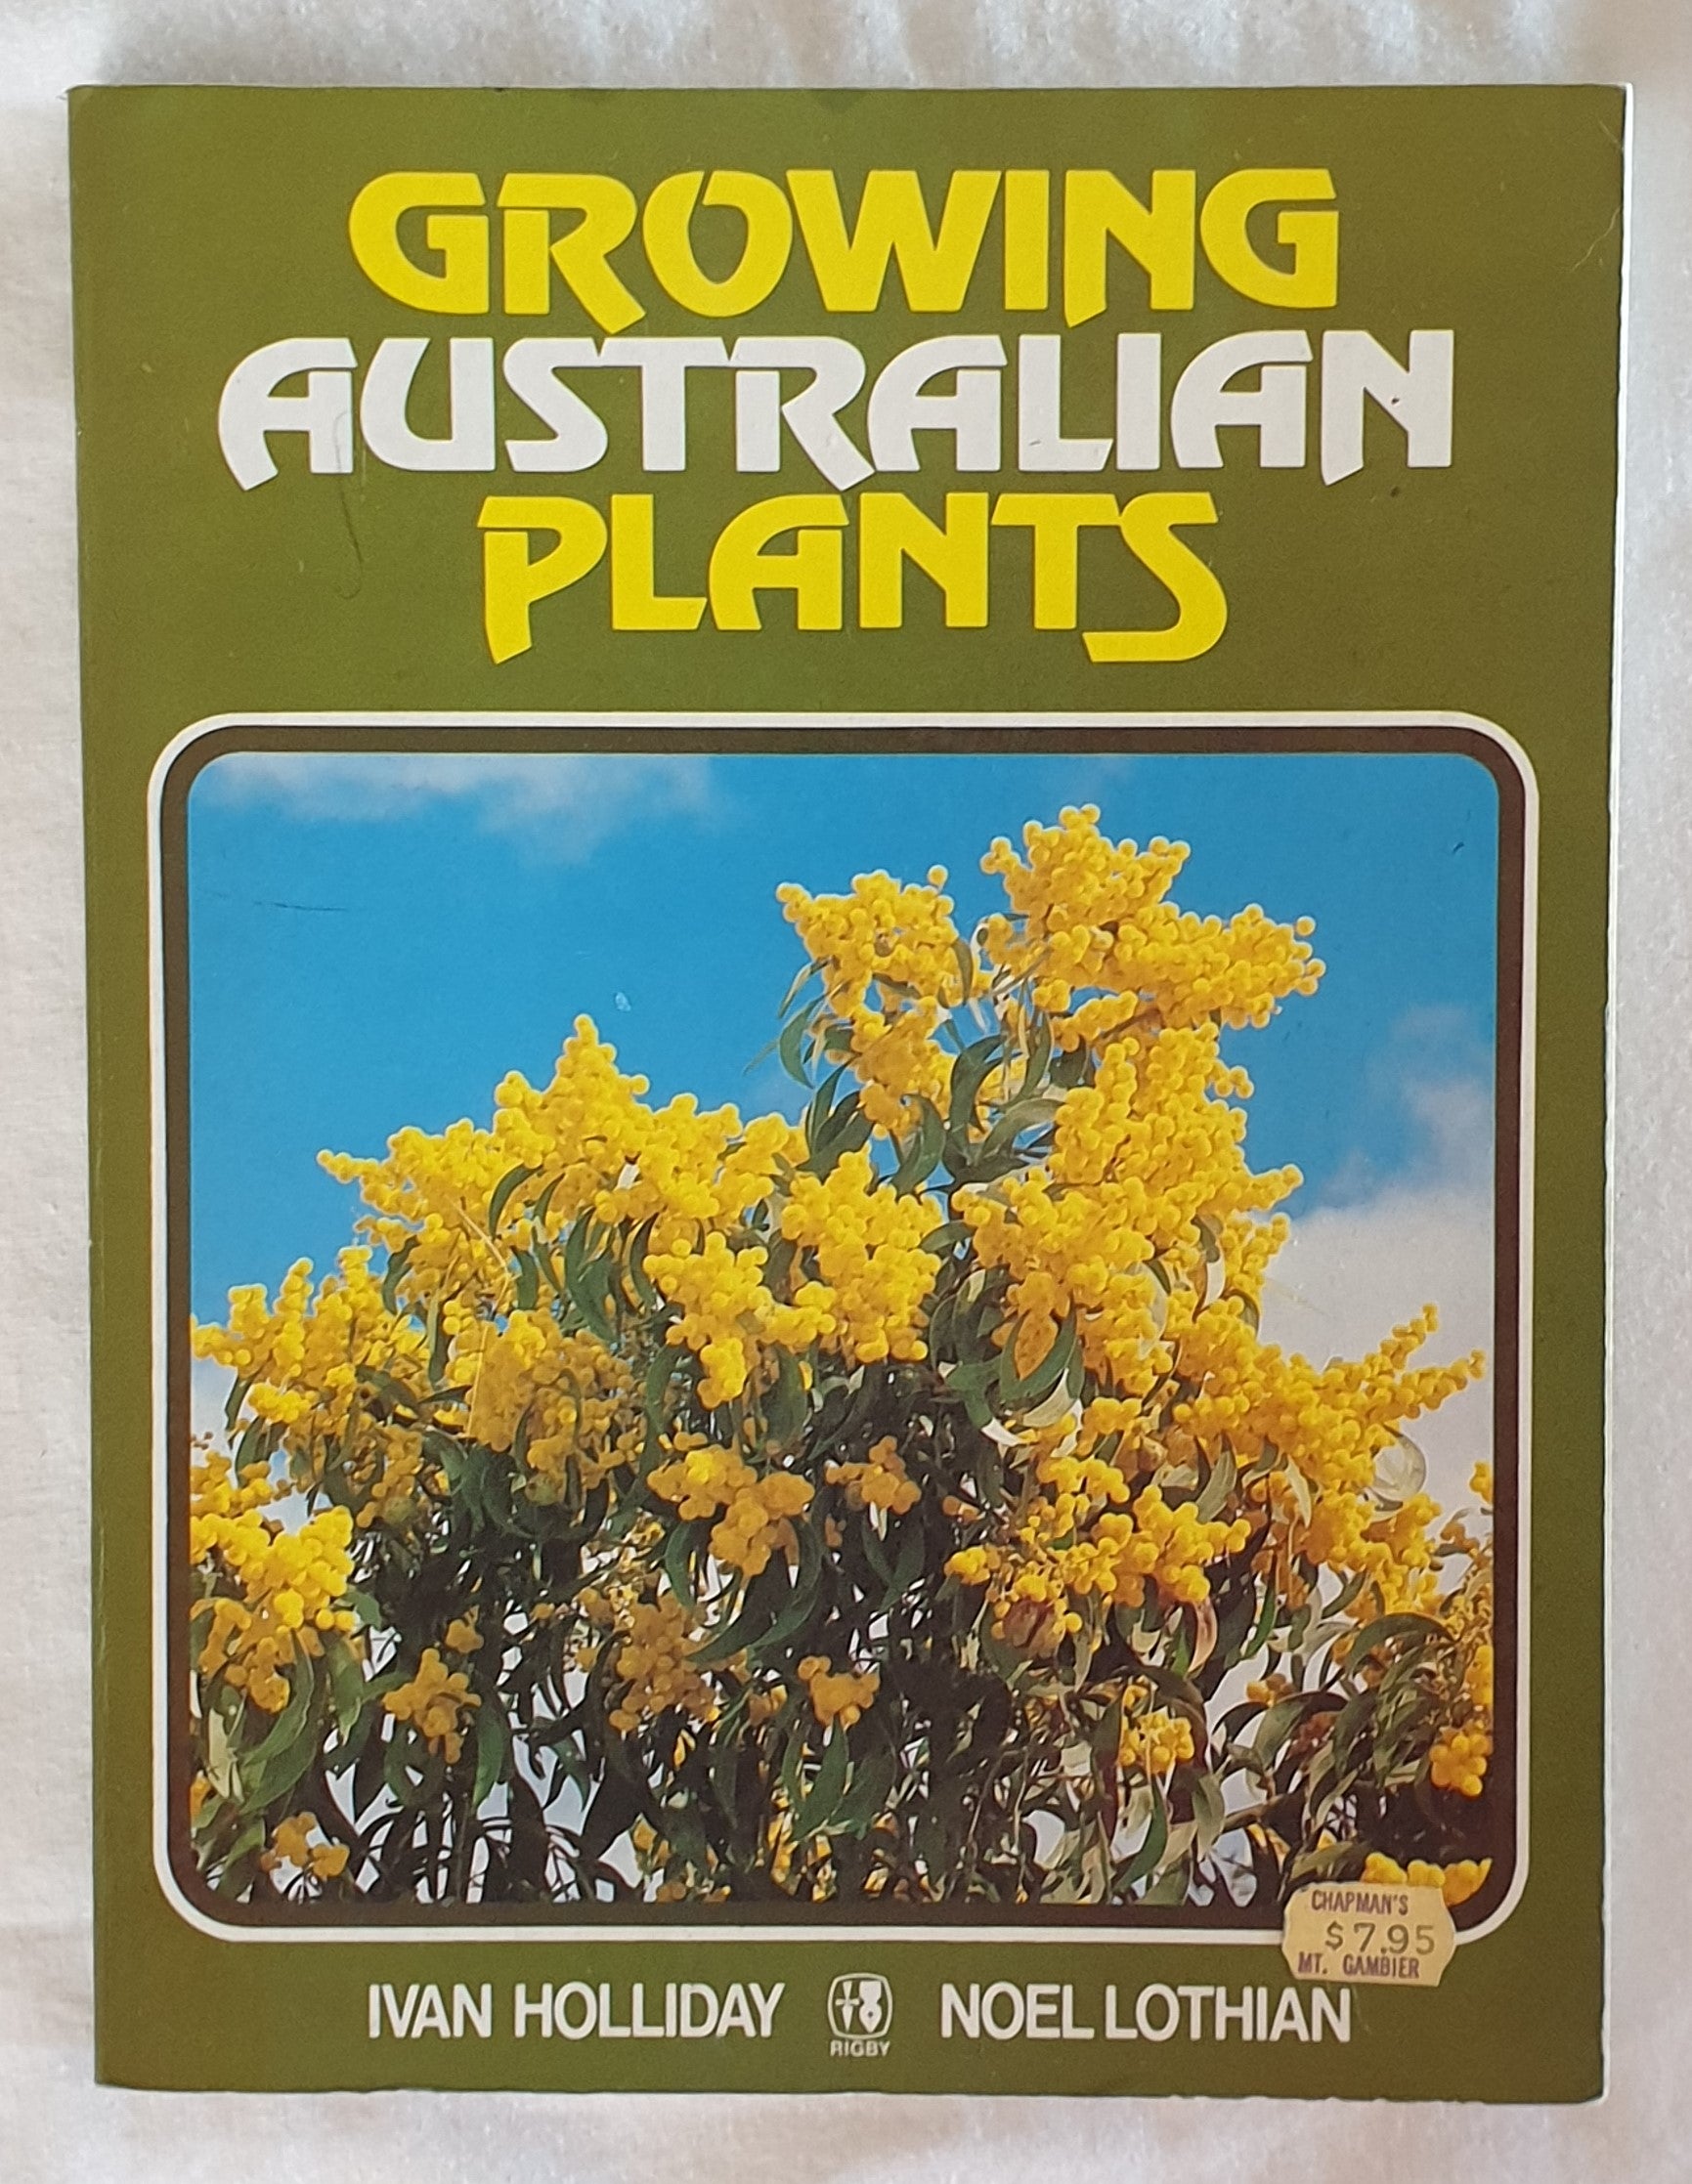 GROWING
AUSTRALIAN
PLANTS
CHAPMAN'S
$7.95
MT. GAMBIER
IVAN HOLLIDAY
RIGBY
NOEL LOTHIAN